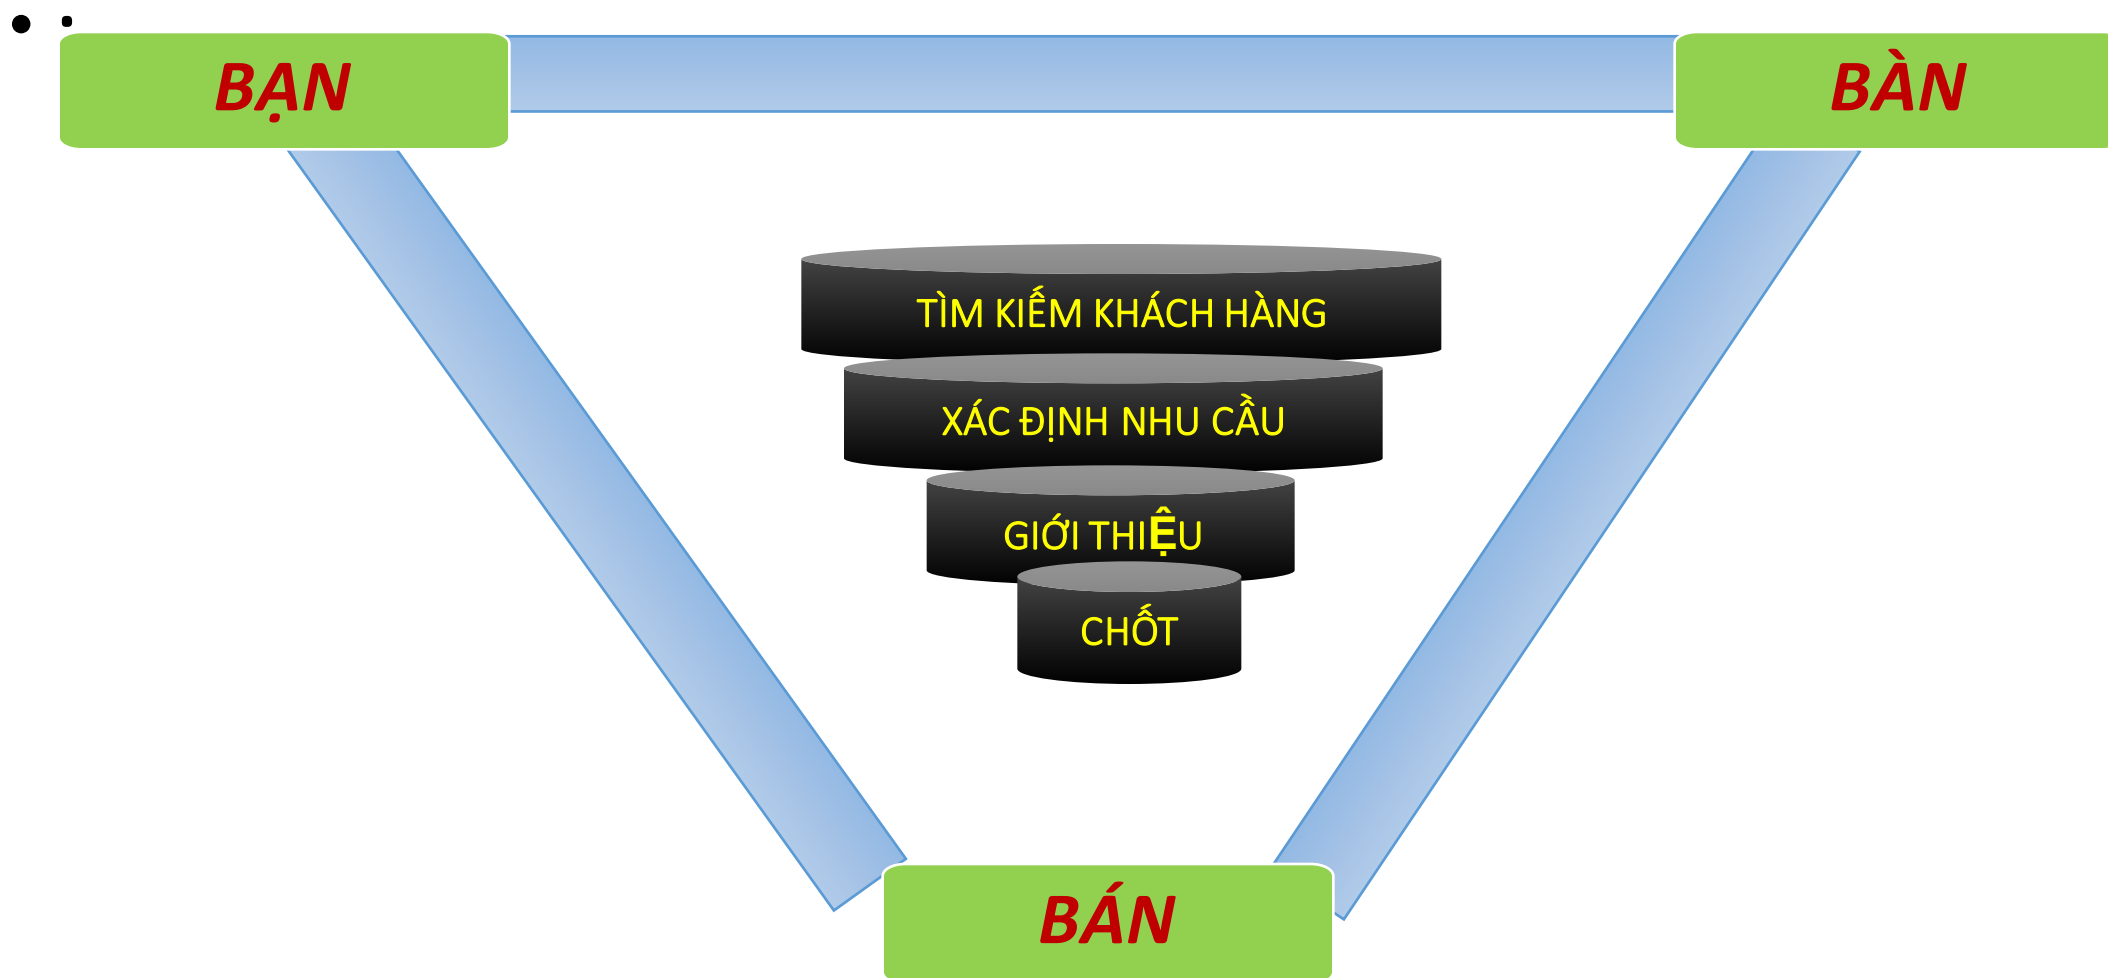 BẠN
BÀN
TÌM KIẾM KHÁCH HÀNG
XÁC ĐỊNH NHU CẦU
GIỚI THIỆU
CHỐT
BÁN